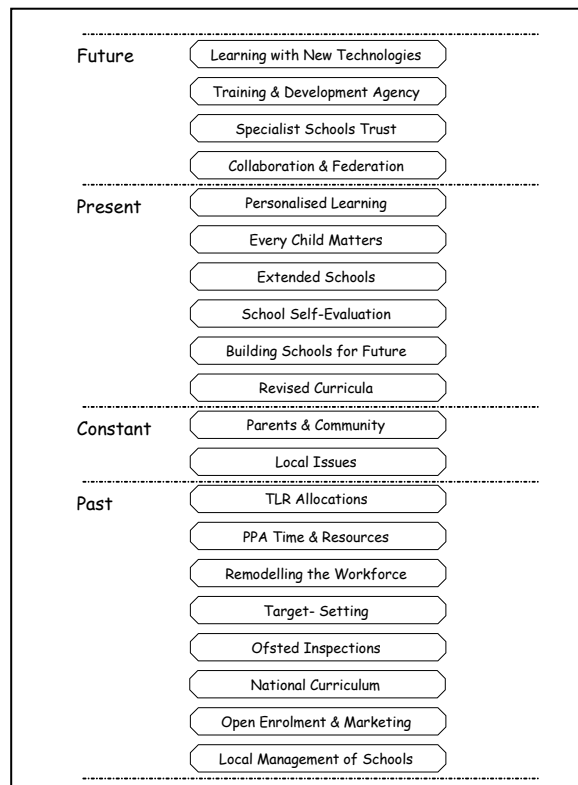 Future
Learning with New Technologies
Training & Development Agency
Specialist Schools Trust
Collaboration & Federation
Present
Personalised Learning
Every Child Matters
Extended Schools
School Self-Evaluation
Building Schools for Future
Revised Curricula
Constant
Parents & Community
Local Issues
Past
TLR Allocations
PPA Time & Resources
Remodelling the Workforce
Target- Setting
Ofsted Inspections
National Curriculum
Open Enrolment & Marketing
Local Management of Schools